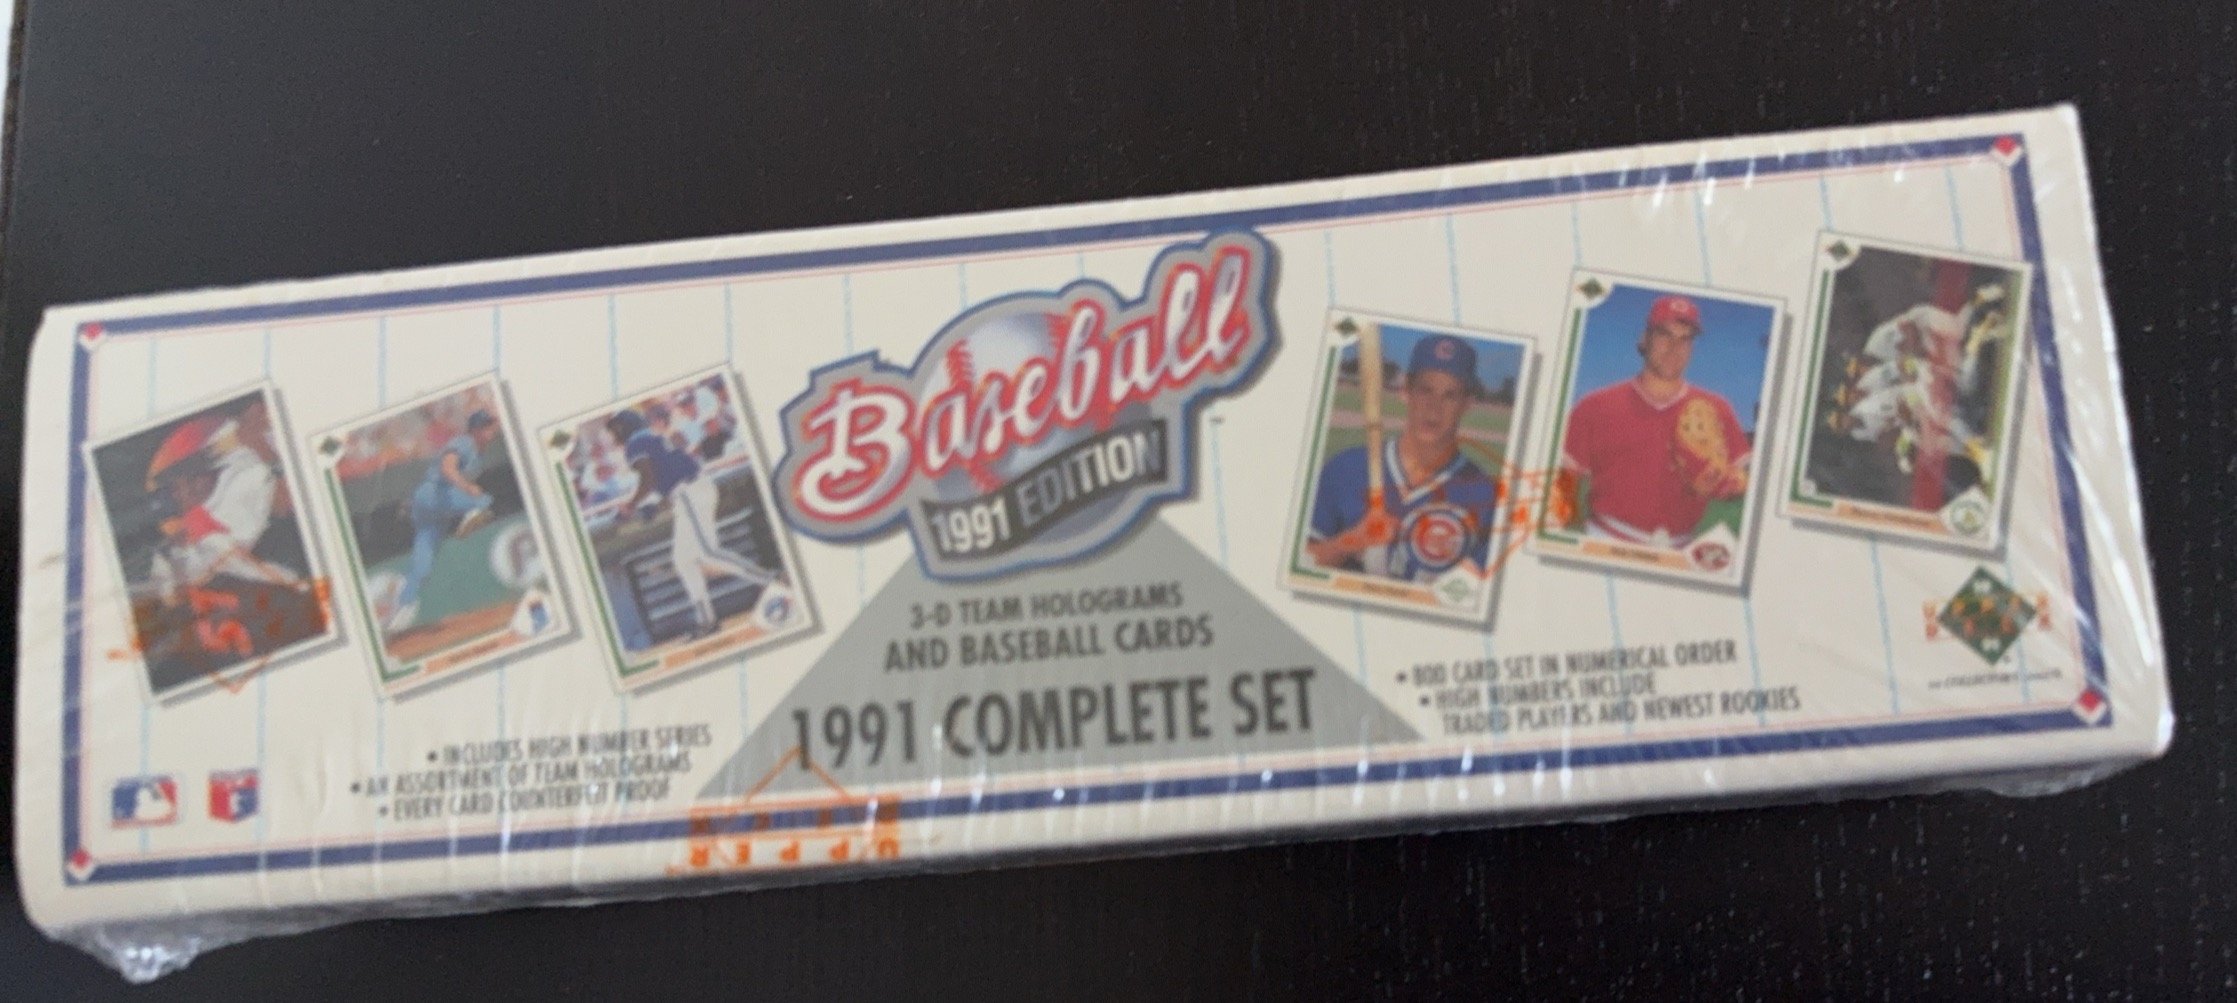 Baseball
1991 EDITION
3-D TEAM HOLOGRAMS
AND BASEBALL CARDS
1991 COMPLETE SET
• INCLUDES HIGH NUMBER SERIES
• AN ASSORTMENT OF TEAM HOLOGRAMS
• EVERY CARD COUNTERFEIT PROOF
• 800 CARD SET IN NUMERICAL ORDER
• HIGH NUMBERS INCLUDE
TRADED PLAYERS AND NEWEST ROOKIES
UPPER